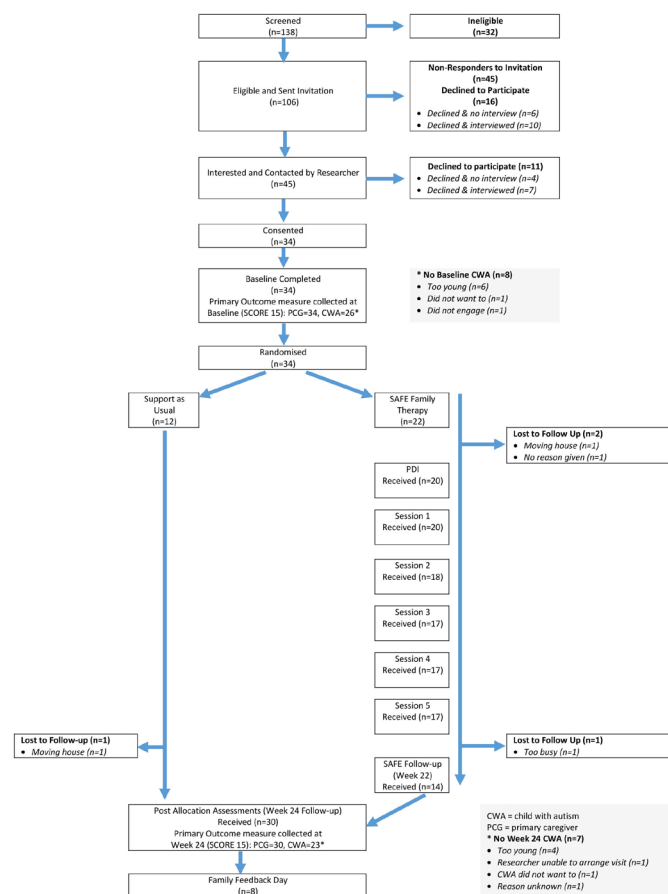 Screened
(n=138)
Ineligible
(n=32)
Eligible and Sent Invitation
(n=106)
Non-Responders to Invitation
(n=45)
Declined to Participate
(n=16)
• Declined & no interview (n=6)
• Declined & interviewed (n=10)
Interested and Contacted by Researcher
(n=45)
Declined to participate (n=11)
• Declined & no interview (n=4)
• Declined & interviewed (n=7)
Consented
(n=34)
Baseline Completed
(n=34)
Primary Outcome measure collected at
Baseline (SCORE 15): PCG=34, CWA=26*
* No Baseline CWA (n=8)
• Too young (n=6)
• Did not want to (n=1)
• Did not engage (n=1)
Randomised
(n=34)
Support as
Usual
(n=12)
SAFE Family
Therapy
(n=22)
Lost to Follow Up (n=2)
• Moving house (n=1)
• No reason given (n=1)
PDI
Received (n=20)
Session 1
Received (n=20)
Session 2
Received (n=18)
Session 3
Received (n=17)
Session 4
Received (n=17)
Session 5
Received (n=17)
Lost to Follow-up (n=1)
• Moving house (n=1)
Lost to Follow Up (n=1)
• Too busy (n=1)
SAFE Follow-up
(Week 22)
Received (n=14)
Post Allocation Assessments (Week 24 Follow-up)
Received (n=30)
Primary Outcome measure collected at
Week 24 (SCORE 15): PCG=30, CWA=23*
CWA = child with autism
PCG = primary caregiver
* No Week 24 CWA (n=7)
• Too young (n=4)
• Researcher unable to arrange visit (n=1)
• CWA did not want to (n=1)
• Reason unknown (n=1)
Family Feedback Day
(n=8)